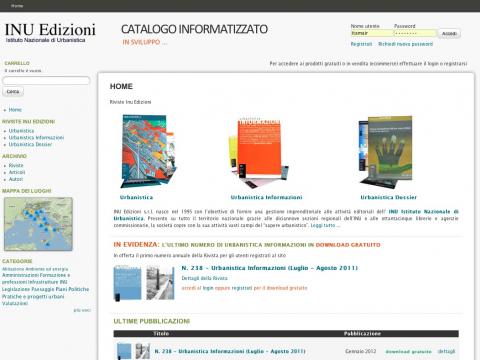 Home
INU Edizioni
Istituto Nazionale di Urbanistica
CATALOGO INFORMATIZZATO
IN SVILUPPO ...
Nome utente
Password
itamair
Accedi
Registrati
Richiedi nuova password
CARRELLO
Il carrello è vuoto.
Cerca
Home
RIVISTE INU EDIZIONI
Urbanistica
Urbanistica Informazioni
Urbanistica Dossier
ARCHIVIO
Riviste
Articoli
Autori
MAPPA DEI LUOGHI
CATEGORIE
Abitazione Ambiente ed energia
Amministrazioni Formazione e
professioni Infrastrutture INU
Legislazione Paesaggio Piani Politiche
Pratiche e progetti urbani
Valutazioni
più voci
Per accedere ai prodotti gratuiti o in vendita (ecommerce) effettuare il login o registrarsi
HOME
Riviste INU Edizioni
Urbanistica
Urbanistica Informazioni
Urbanistica Dossier
INU Edizioni s.r.l. nasce nel 1995 con l'obiettivo di fornire una gestione imprenditoriale alle attività editoriali dell' INU Istituto Nazionale di
Urbanistica. Presente su tutto il territorio nazionale grazie alle diciannove sezioni regionali dell'INU e alle ottantacinque librerie e agenzie
commissionarie, la società copre con la sua attività vasti campi del "sapere urbanistico". Leggi tutto ...
IN EVIDENZA: L'ULTIMO NUMERO DI URBANISTICA INFORMAZIONI IN DOWNLOAD GRATUITO
In offerta il primo numero annuale della Rivista per gli utenti registrati al sito
N. 238 - Urbanistica Informazioni (Luglio - Agosto 2011)
Dettagli della Rivista
accedi al login oppure registrati per il download gratuito
ULTIME PUBBLICAZIONI
Titolo
Pubblicazione
N. 238 - Urbanistica Informazioni (Luglio - Agosto 2011)
Gennaio 2012
download gratuito
dettagli